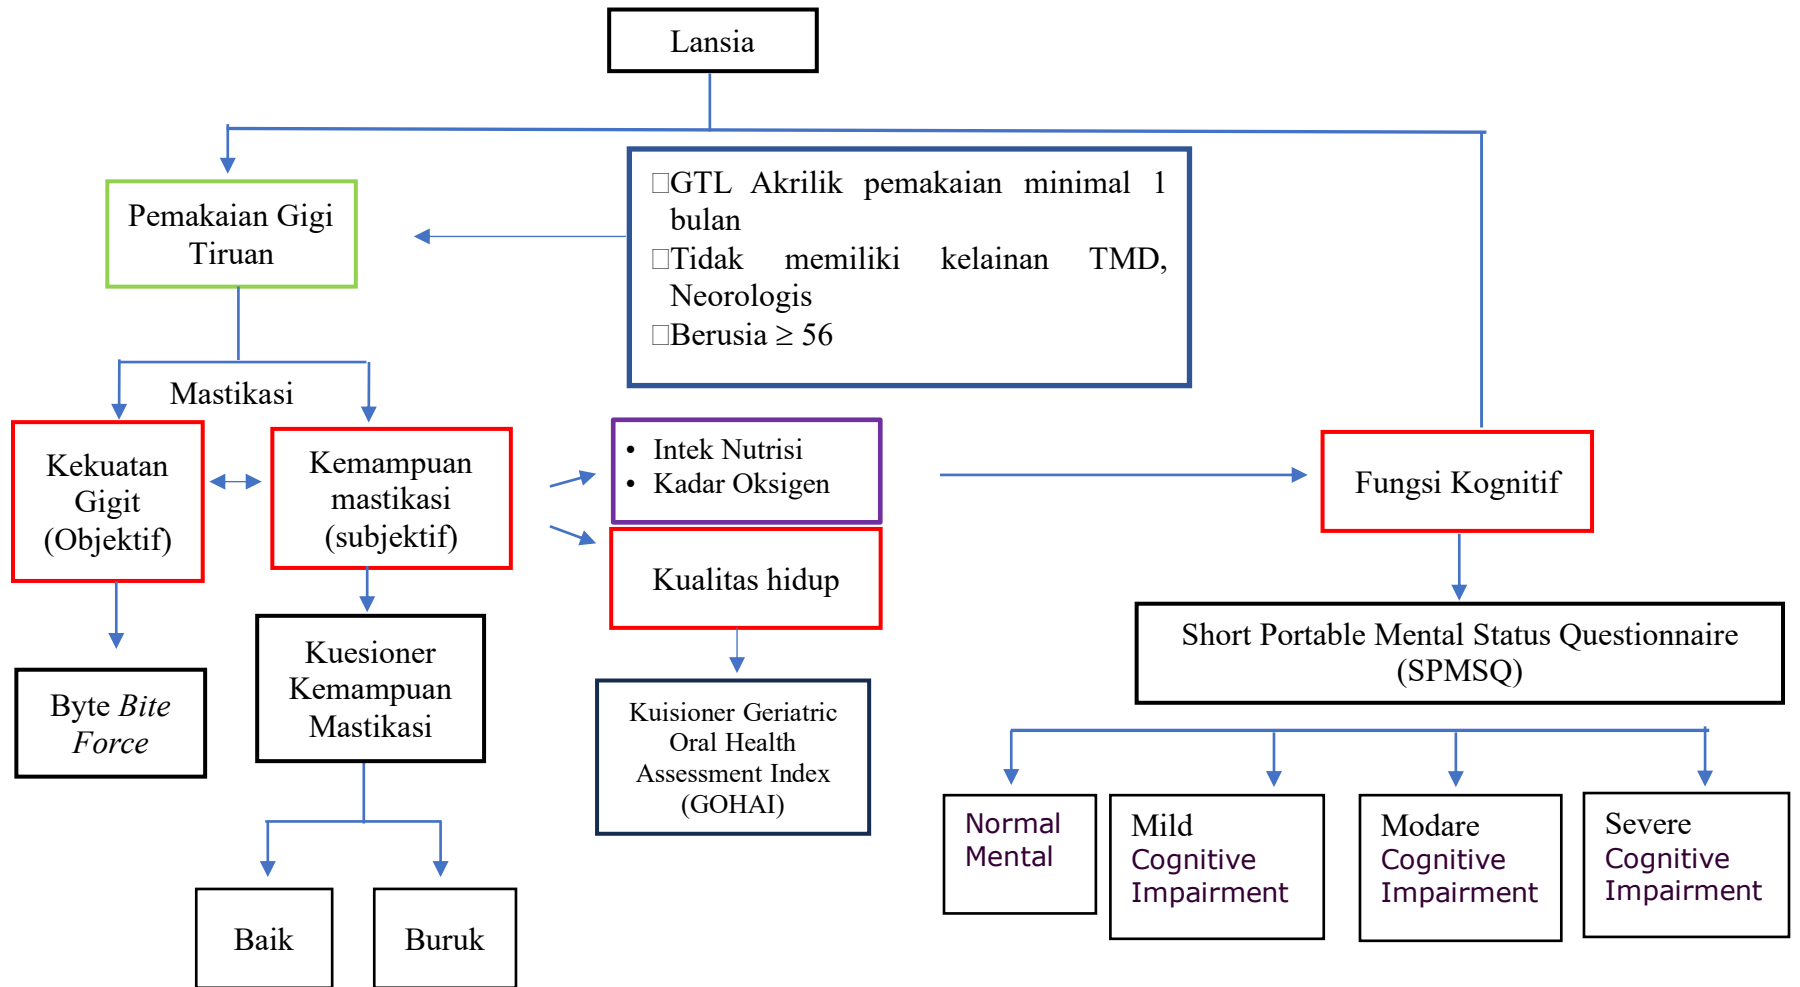 Lansia
Pemakaian Gigi
Tiruan
□GTL Akrilik pemakaian minimal 1
bulan
□Tidak memiliki kelainan TMD,
Neorologis
□Berusia ≥ 56
Mastikasi
Kekuatan
Gigit
(Objektif)
Kemampuan
mastikasi
(subjektif)
• Intek Nutrisi
• Kadar Oksigen
Kualitas hidup
Fungsi Kognitif
Byte Bite
Force
Kuesioner
Kemampuan
Mastikasi
Kuisioner Geriatric
Oral Health
Assessment Index
(GOHAI)
Short Portable Mental Status Questionnaire
(SPMSQ)
Normal
Mental
Mild
Cognitive
Impairment
Modare
Cognitive
Impairment
Severe
Cognitive
Impairment
Baik
Buruk